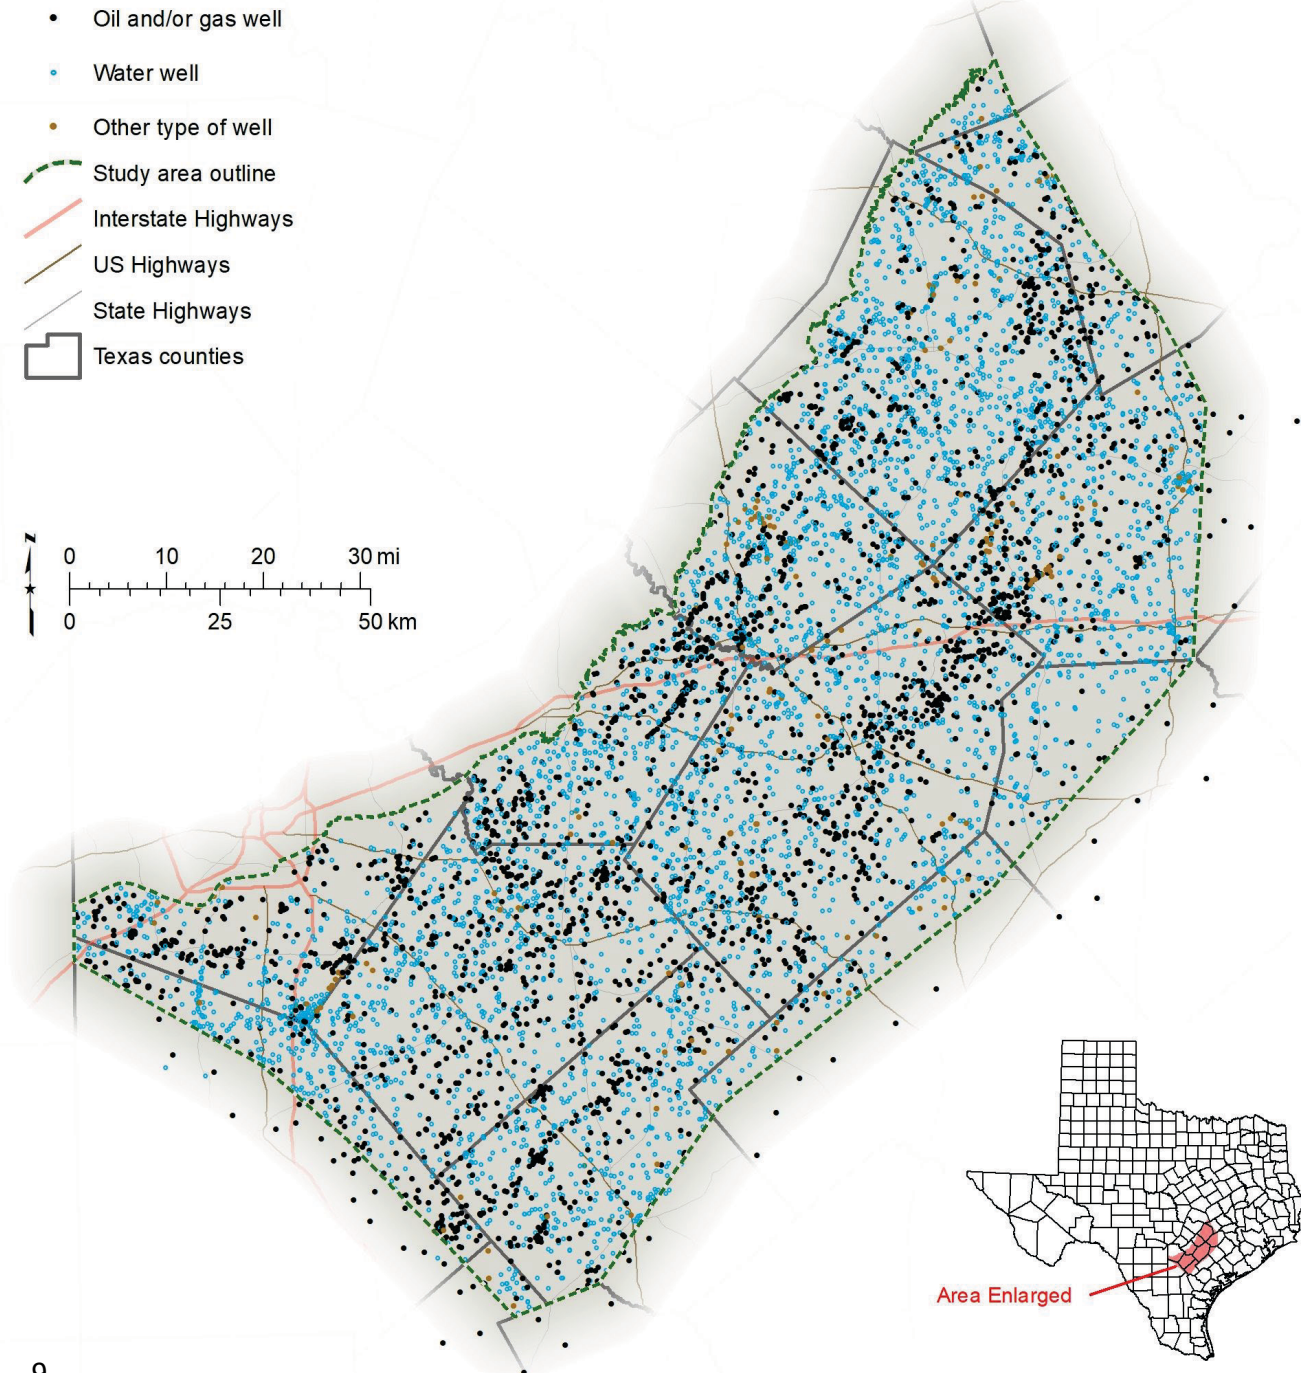 Oil and/or gas well
Water well
Other type of well
Study area outline
Interstate Highways
US Highways
State Highways
Texas counties
N
0 10 20 30 mi
0 25 50 km
Area Enlarged
9